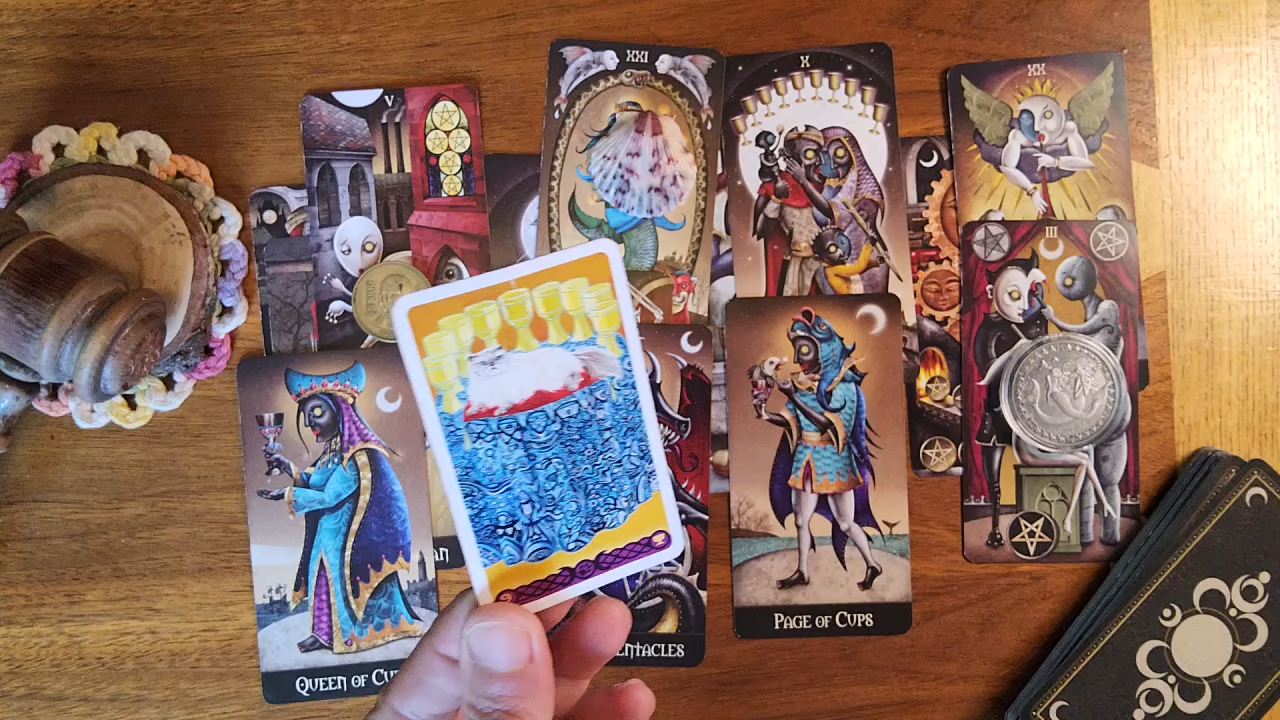 XXI
X
XX
V
III
PAGE OF CUPS
QUEEN OF CU
ENTACLES
AN